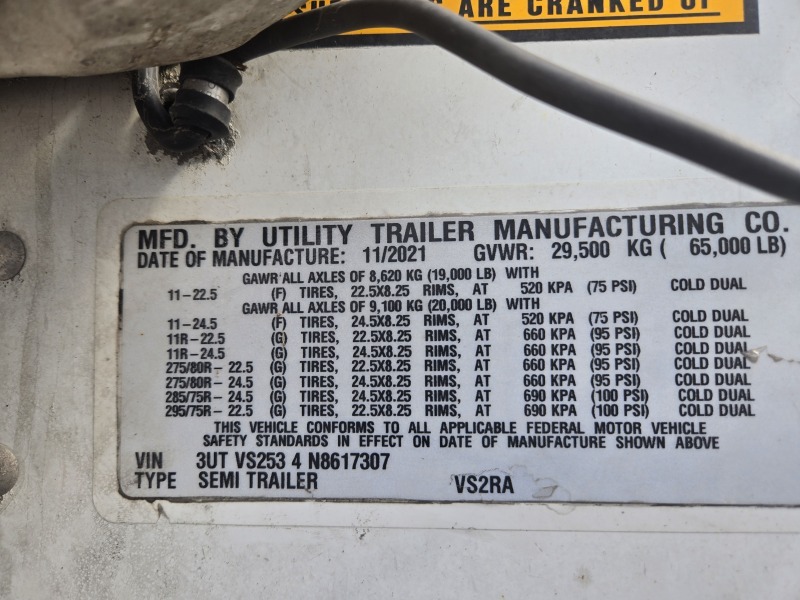 ARE CRANKED UP
MFD. BY UTILITY TRAILER MANUFACTURING CO.
DATE OF MANUFACTURE: 11/2021 GVWR: 29,500 KG ( 65,000 LB)
GAWR ALL AXLES OF 8,620 KG (19,000 LB) WITH
11-22.5 (F) TIRES, 22.5X8.25 RIMS, AT 520 KPA (75 PSI) COLD DUAL
GAWR ALL AXLES OF 9,100 KG (20,000 LB) WITH
11-24.5 (F) TIRES, 24.5X8.25 RIMS, AT 520 KPA (75 PSI) COLD DUAL
11R-22.5 (G) TIRES, 22.5X8.25 RIMS, AT 660 KPA (95 PSI) COLD DUAL
11R-24.5 (G) TIRES, 24.5X8.25 RIMS, AT 660 KPA (95 PSI) COLD DUAL
275/80R-22.5 (G) TIRES, 22.5X8.25 RIMS, AT 660 KPA (95 PSI) COLD DUAL
275/80R-24.5 (G) TIRES, 24.5X8.25 RIMS, AT 660 KPA (95 PSI) COLD DUAL
285/75R-24.5 (G) TIRES, 24.5X8.25 RIMS, AT 690 KPA (100 PSI) COLD DUAL
295/75R-22.5 (G) TIRES, 22.5X8.25 RIMS, AT 690 KPA (100 PSI) COLD DUAL
THIS VEHICLE CONFORMS TO ALL APPLICABLE FEDERAL MOTOR VEHICLE
SAFETY STANDARDS IN EFFECT ON DATE OF MANUFACTURE SHOWN ABOVE
VIN 3UT VS253 4 N8617307
TYPE SEMI TRAILER VS2RA